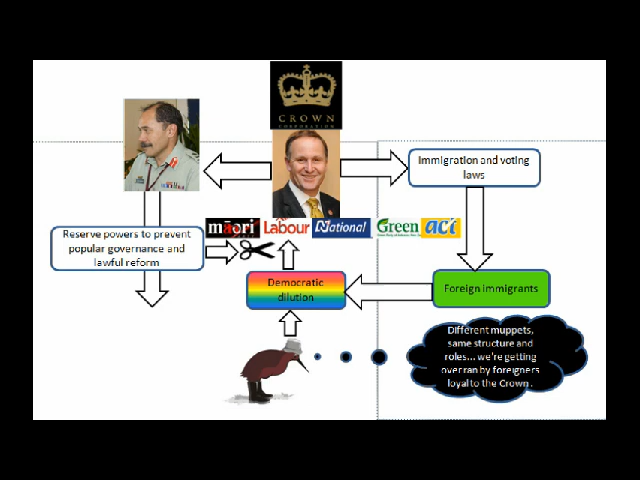 CROWN
CORPORATION
Immigration and voting
laws
māori Labour National Green act
Reserve powers to prevent
popular governance and
lawful reform
Democratic
dilution
Foreign immigrants
Different muppets,
same structure and
roles... we're getting
over ran by foreigners
loyal to the Crown .